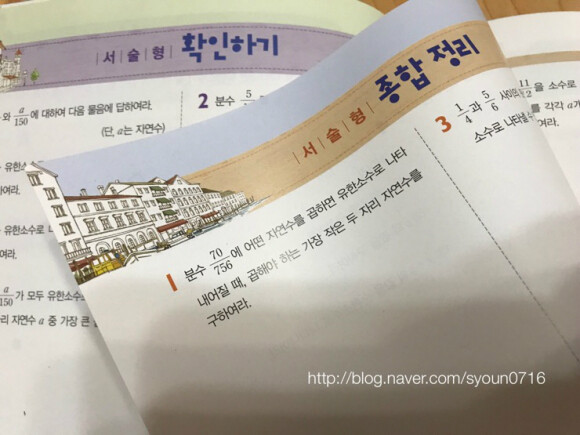 서술형 확인하기
와 a/150 에 대하여 다음 물음에 답하여라.
(단, a는 자연수)
유한소
하여라.
유한소수로 나
여라.
a/150 가 모두 유한소수
리 자연수 a 중 가장 큰
2 분수 5
서술형 종합 정리
1 분수 70/756 에 어떤 자연수를 곱하면 유한소수로 나타
내어질 때, 곱해야 하는 가장 작은 두 자리 자연수를
구하여라.
3 1/4 과 5/6 사이
소수로 나타낼 수
을 소수로
를 각각 a개
여라.
http://blog.naver.com/syoun0716